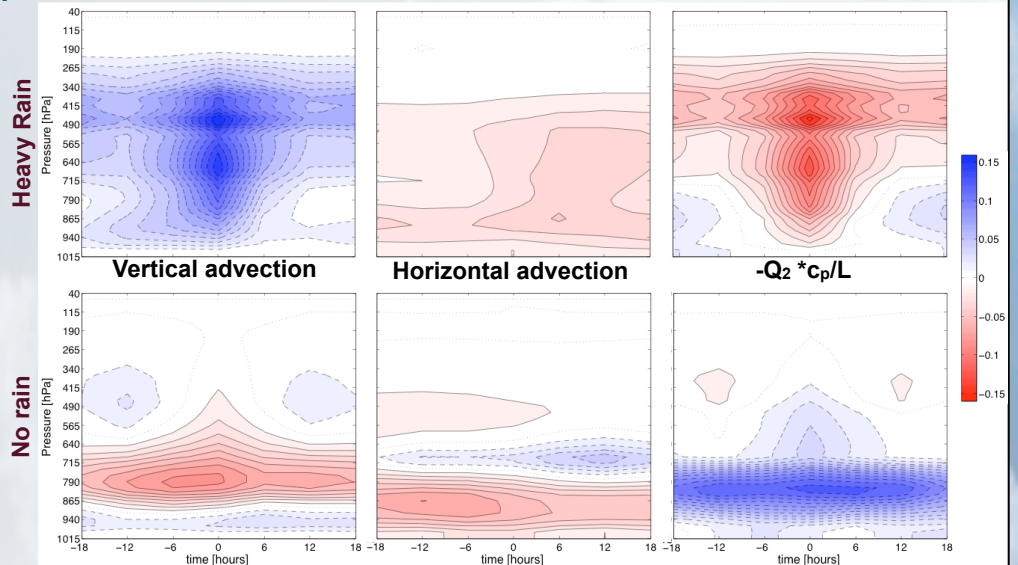 Heavy Rain
Pressure [hPa]
40
115
190
265
340
415
490
565
640
715
790
865
940
1015
Vertical advection
Horizontal advection
-Q₂ *cₚ/L
0.15
0.1
0.05
0
−0.05
−0.1
−0.15
No rain
Pressure [hPa]
40
115
190
265
340
415
490
565
640
715
790
865
940
1015
−18 −12 −6 0 6 12 18
time [hours]
−18 −12 −6 0 6 12 18
time [hours]
−18 −12 −6 0 6 12 18
time [hours]